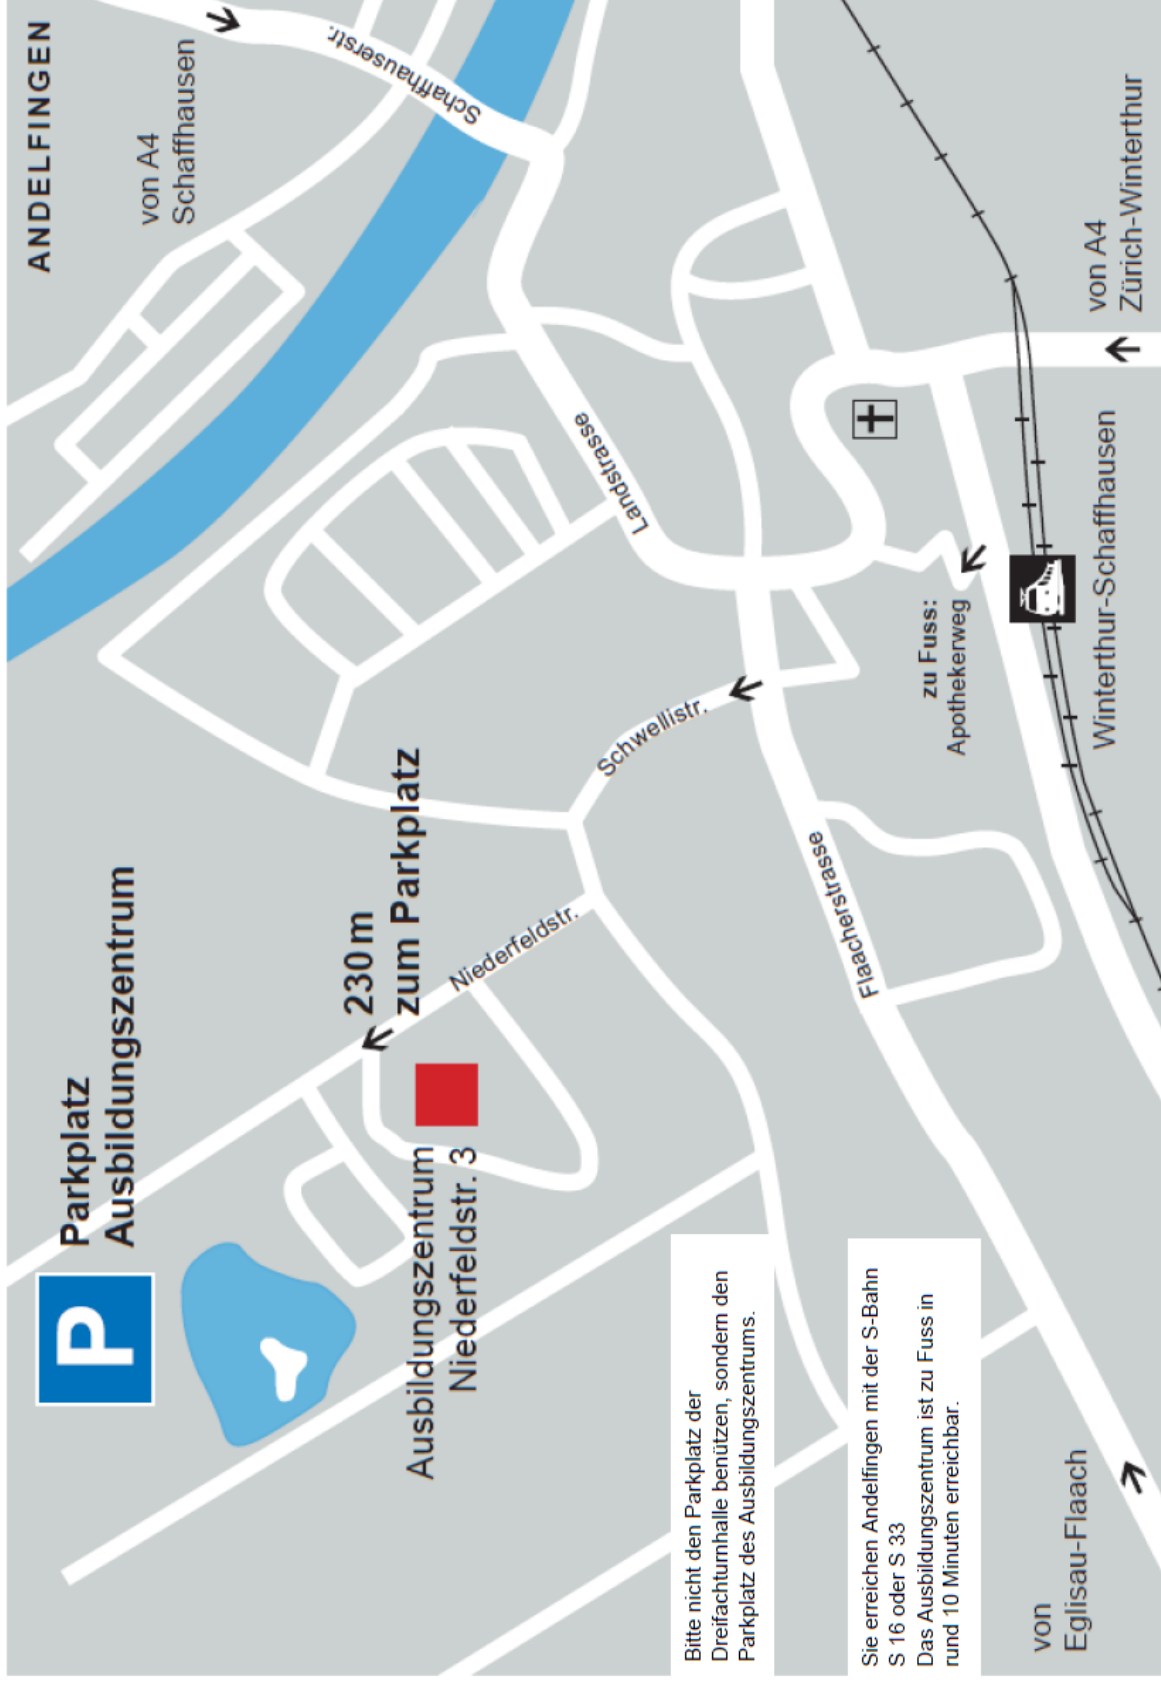 ANDELFINGEN
von A4
Schaffhausen
Schaffhauserstr.
Parkplatz
Ausbildungszentrum
P
230 m
zum Parkplatz
Niederfeldstr.
Schwellistr.
Landstrasse
Ausbildungszentrum
Niederfeldstr. 3
Flaacherstrasse
zu Fuss:
Apothekerweg
von A4
Zürich-Winterthur
Winterthur-Schaffhausen
Bitte nicht den Parkplatz der
Dreifachturnhalle benützen, sondern den
Parkplatz des Ausbildungszentrums.
Sie erreichen Andelfingen mit der S-Bahn
S 16 oder S 33
Das Ausbildungszentrum ist zu Fuss in
rund 10 Minuten erreichbar.
von
Eglisau-Flaach